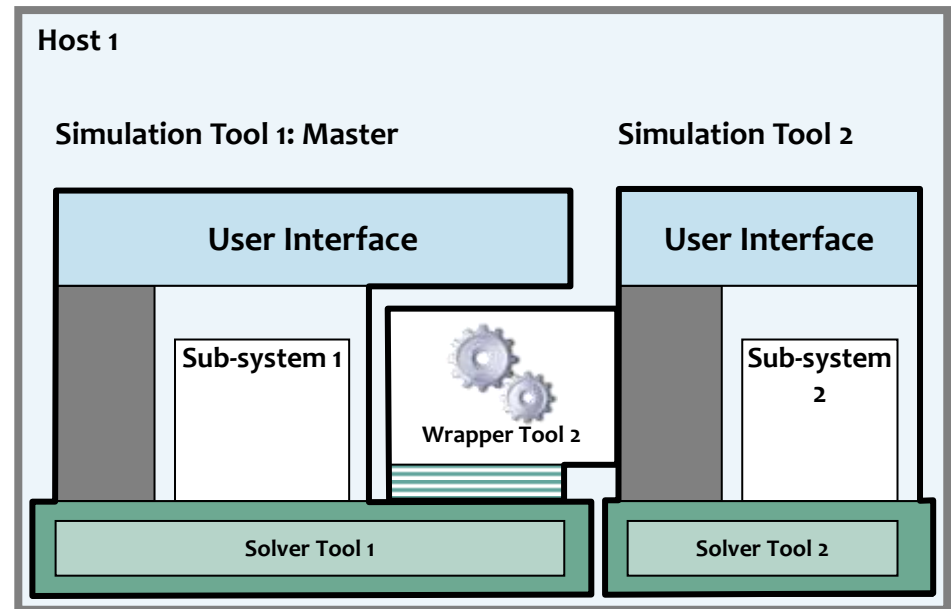 Host 1
Simulation Tool 1: Master
Simulation Tool 2
User Interface
User Interface
Sub-system 1
Sub-system
2
Wrapper Tool 2
Solver Tool 1
Solver Tool 2